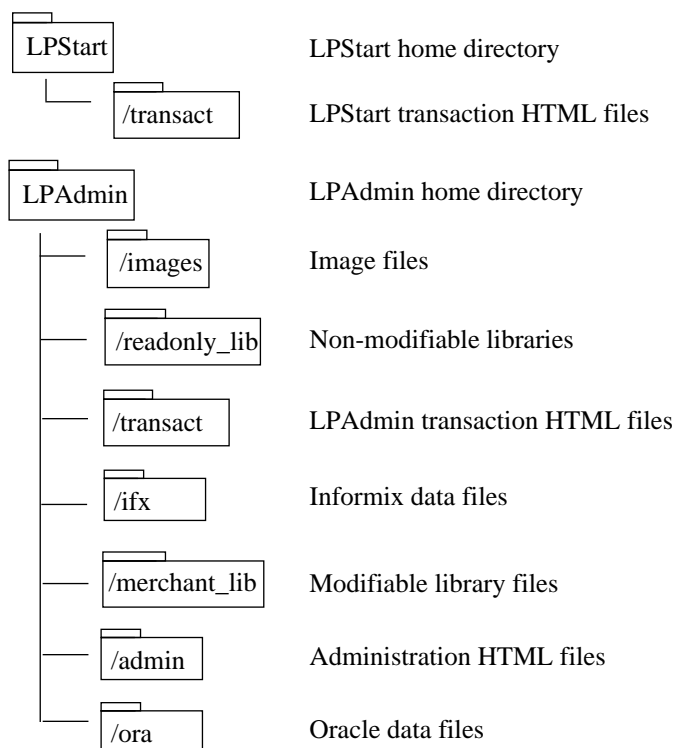 LPStart LPStart home directory
/transact LPStart transaction HTML files
LPAdmin LPAdmin home directory
/images Image files
/readonly_lib Non-modifiable libraries
/transact LPAdmin transaction HTML files
/ifx Informix data files
/merchant_lib Modifiable library files
/admin Administration HTML files
/ora Oracle data files